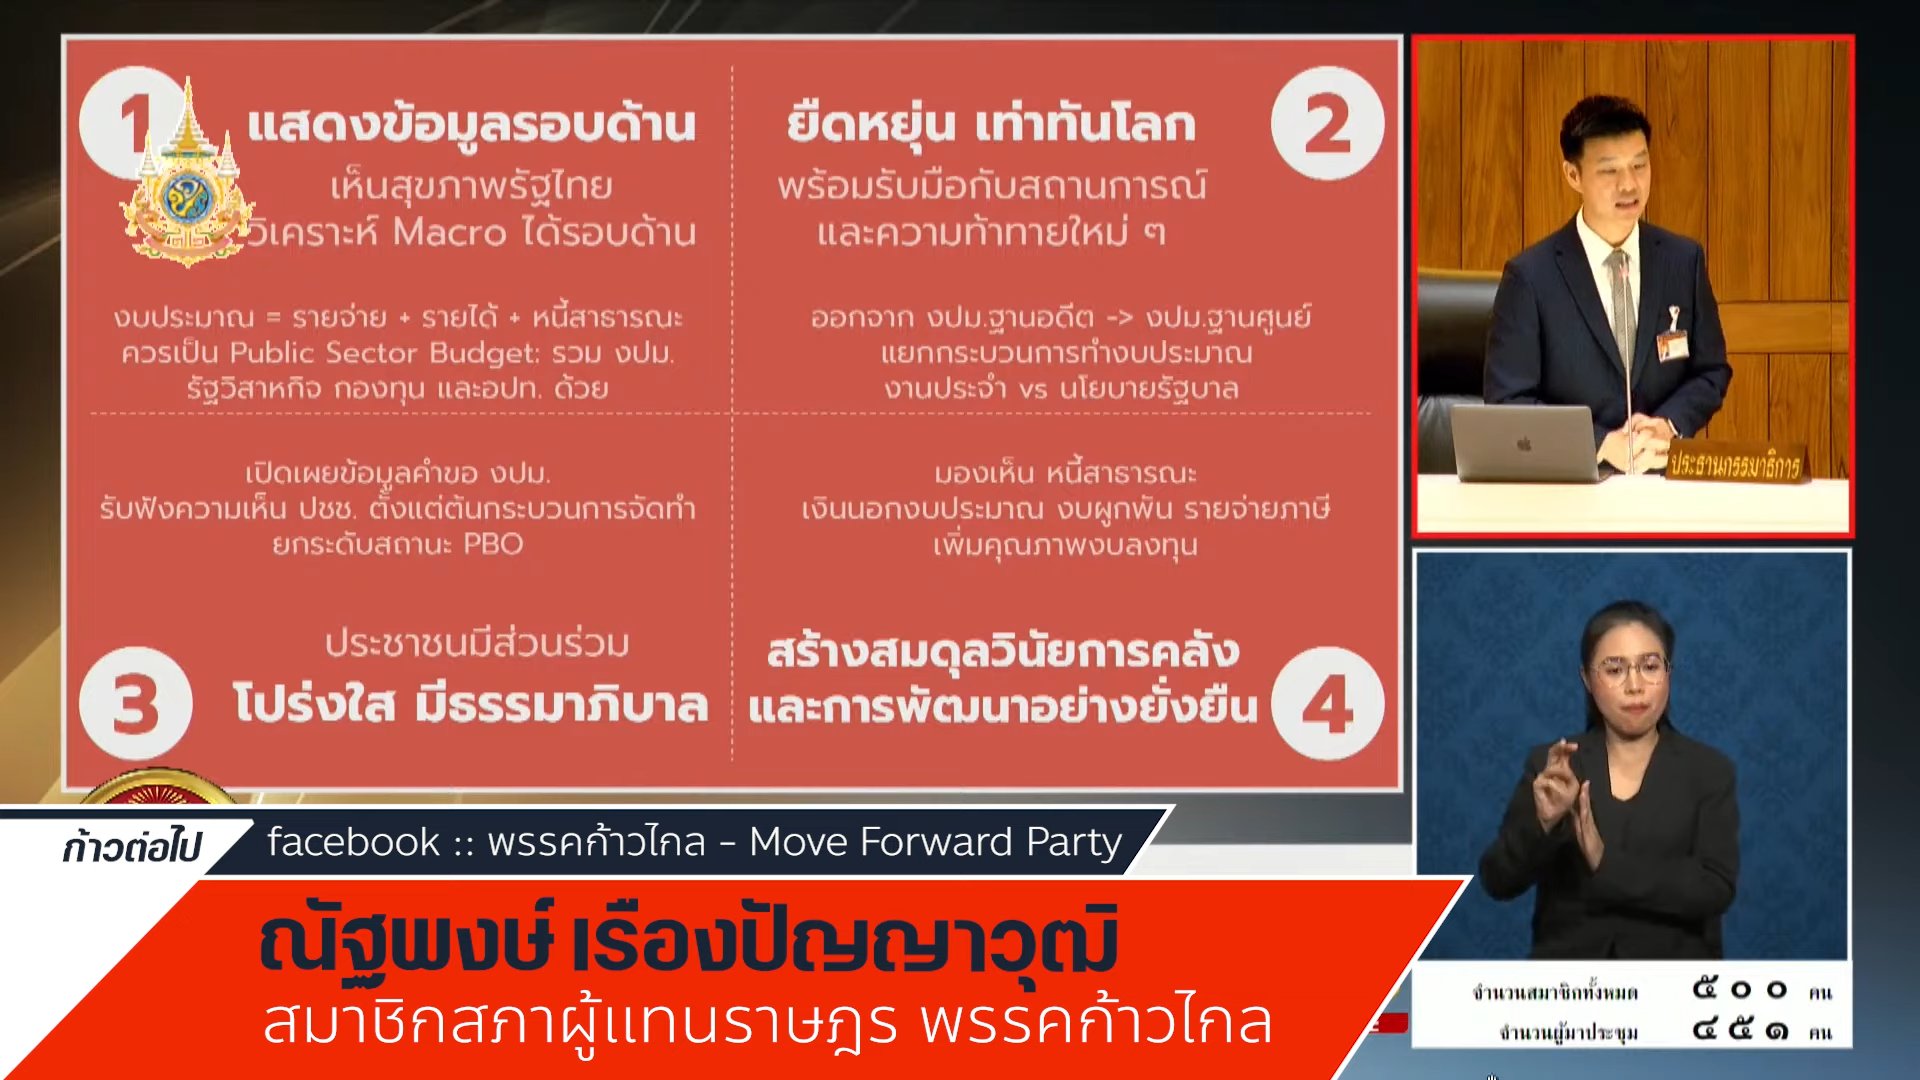 1
แสดงข้อมูลรอบด้าน
เห็นสุขภาพรัฐไทย
วิเคราะห์ Macro ได้รอบด้าน
งบประมาณ = รายจ่าย + รายได้ + หนี้สาธารณะ
ควรเป็น Public Sector Budget: รวม งปม.
รัฐวิสาหกิจ กองทุน และอปท. ด้วย
2
ยืดหยุ่น เท่าทันโลก
พร้อมรับมือกับสถานการณ์
และความท้าทายใหม่ ๆ
ออกจาก งปม.ฐานอดีต -> งปม.ฐานศูนย์
แยกกระบวนการทำงบประมาณ
งานประจำ vs นโยบายรัฐบาล
เปิดเผยข้อมูลคำขอ งปม.
รับฟังความเห็น ปชช. ตั้งแต่ต้นกระบวนการจัดทำ
ยกระดับสถานะ PBO
ประชาชนมีส่วนร่วม
3
โปร่งใส มีธรรมาภิบาล
มองเห็น หนี้สาธารณะ
เงินนอกงบประมาณ งบผูกพัน รายจ่ายภาษี
เพิ่มคุณภาพงบลงทุน
สร้างสมดุลวินัยการคลัง
และการพัฒนาอย่างยั่งยืน
4
ประธานกรรมาธิการ
ก้าวต่อไป
facebook :: พรรคก้าวไกล - Move Forward Party
ณัฐพงษ์ เรืองปัญญาวุฒิ
สมาชิกสภาผู้แทนราษฎร พรรคก้าวไกล
จำนวนสมาชิกทั้งหมด ๕๐๐ คน
จำนวนผู้มาประชุม ๔๕๑ คน